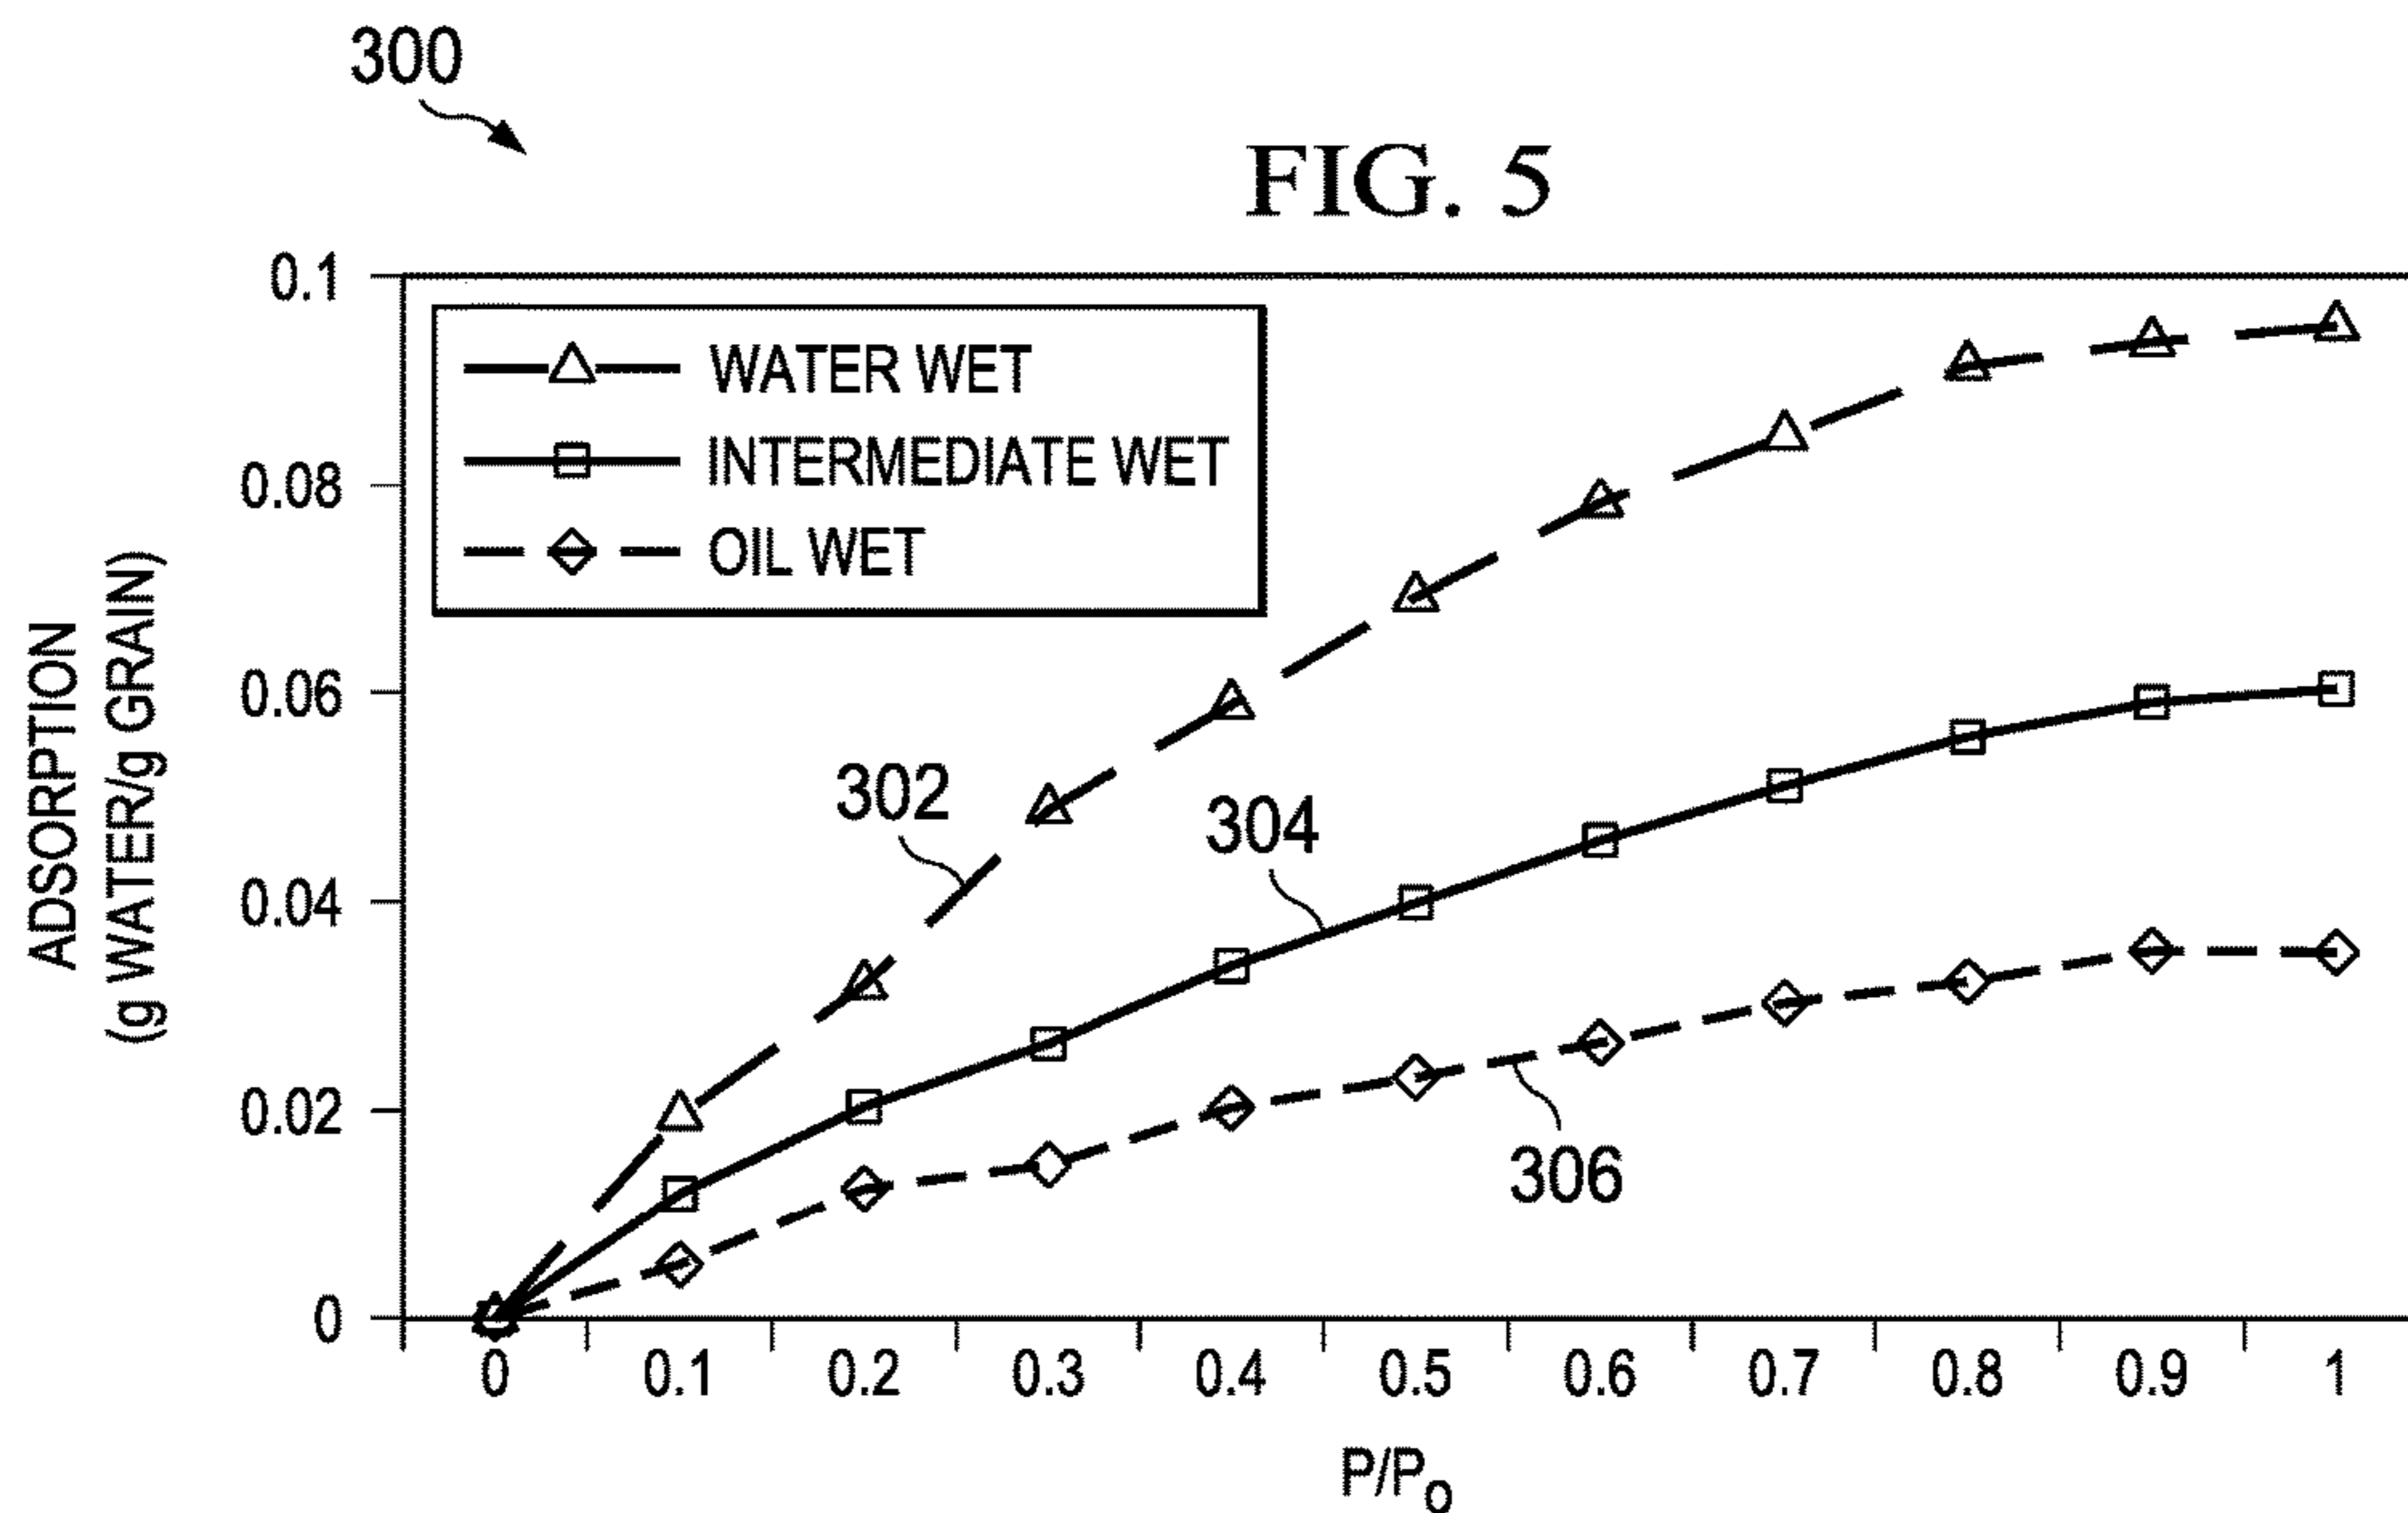 300
FIG. 5
ADSORPTION
(g WATER/g GRAIN)
0.1
0.08
0.06
0.04
0.02
0
WATER WET
INTERMEDIATE WET
OIL WET
302
304
306
0 0.1 0.2 0.3 0.4 0.5 0.6 0.7 0.8 0.9 1
P/Po